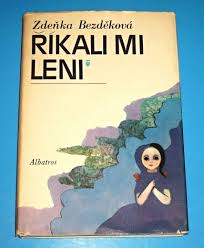 Zdeňka Bezděková
ŘÍKALI MI
LENI
Albatros